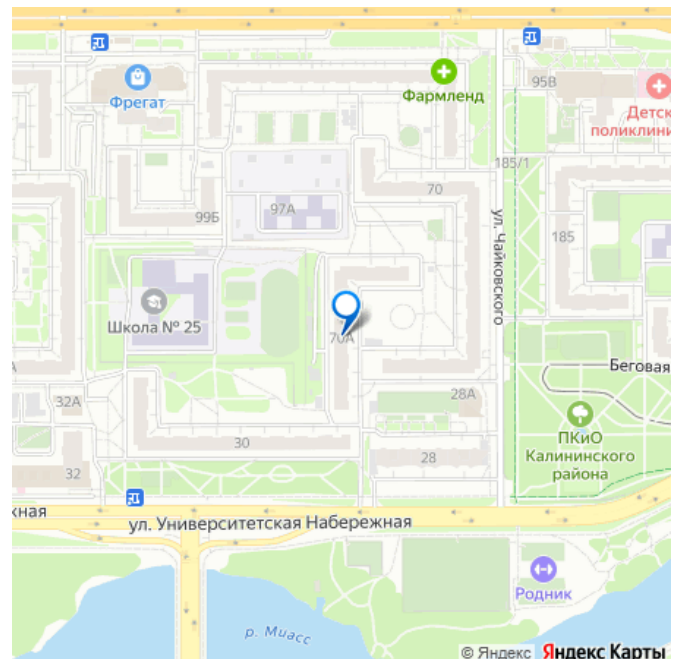 95В
Фрегат
Фармленд
Детск
поликлини
185/1
70
97А
99Б
185
ул. Чайковского
Школа № 25
70А
Беговая
28А
32А
ПКиО
Калининского
района
30
28
32
жная
ул. Университетская Набережная
Родник
р. Миасс
© Яндекс Яндекс Карты